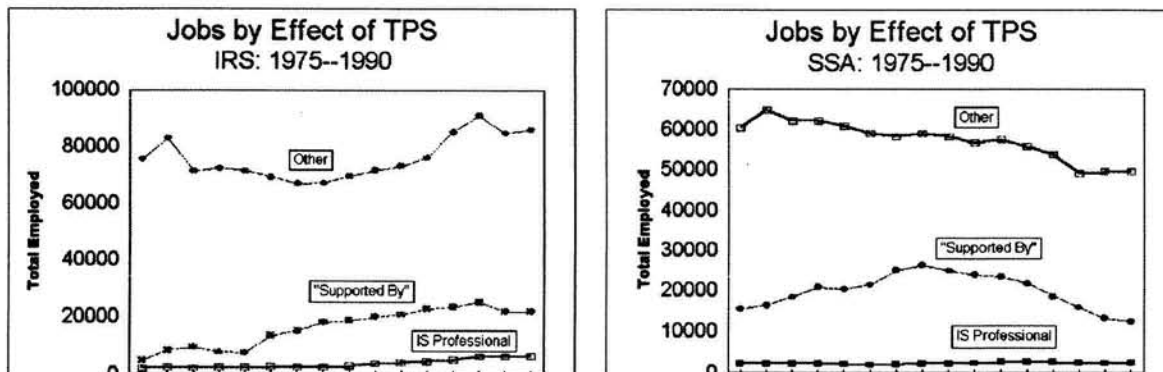 Jobs by Effect of TPS
IRS: 1975--1990
100000
80000
60000
40000
20000
0
Total Employed
Other
"Supported By"
IS Professional
Jobs by Effect of TPS
SSA: 1975--1990
70000
60000
50000
40000
30000
20000
10000
0
Total Employed
Other
"Supported By"
IS Professional